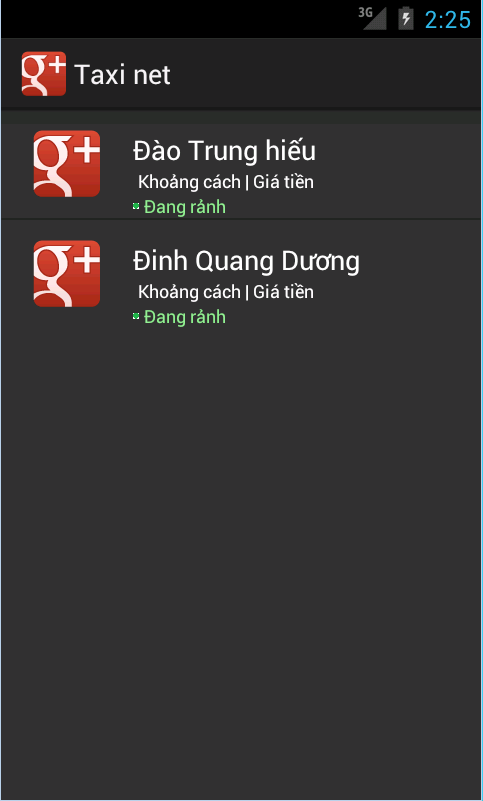 3G 2:25
g+ Taxi net
g+ Đào Trung hiếu
Khoảng cách | Giá tiền
Đang rảnh
g+ Đinh Quang Dương
Khoảng cách | Giá tiền
Đang rảnh